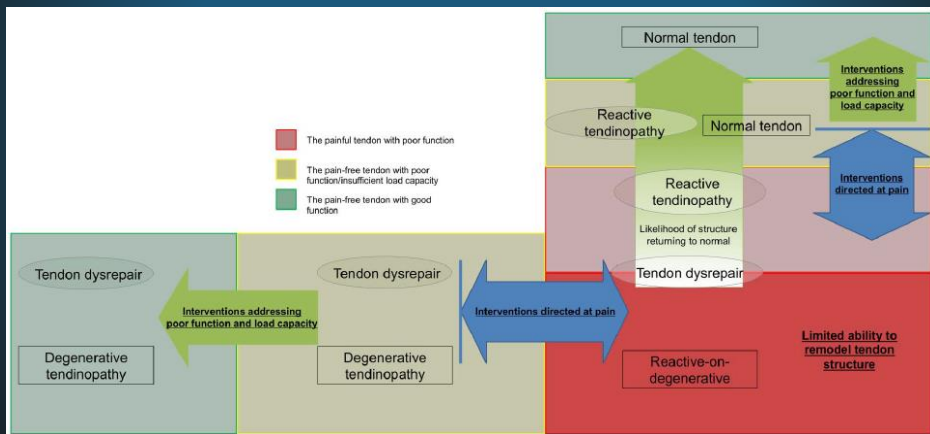 Normal tendon
Interventions
addressing
poor function and
load capacity
Reactive
tendinopathy
Normal tendon
The painful tendon with poor function
The pain-free tendon with poor
function/insufficient load capacity
The pain-free tendon with good
function
Reactive
tendinopathy
Interventions
directed at pain
Likelihood of structure
returning to normal
Tendon dysrepair
Tendon dysrepair
Tendon dysrepair
Interventions addressing
poor function and load capacity
Interventions directed at pain
Degenerative
tendinopathy
Degenerative
tendinopathy
Reactive-on-
degenerative
Limited ability to
remodel tendon
structure